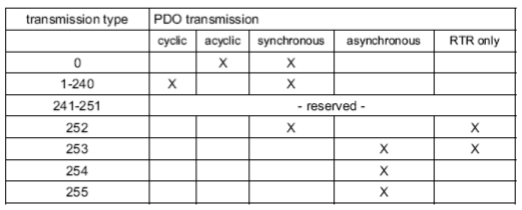 transmission type PDO transmission
cyclic acyclic synchronous asynchronous RTR only
0 X X
1-240 X X
241-251 - reserved -
252 X X
253 X X
254 X
255 X